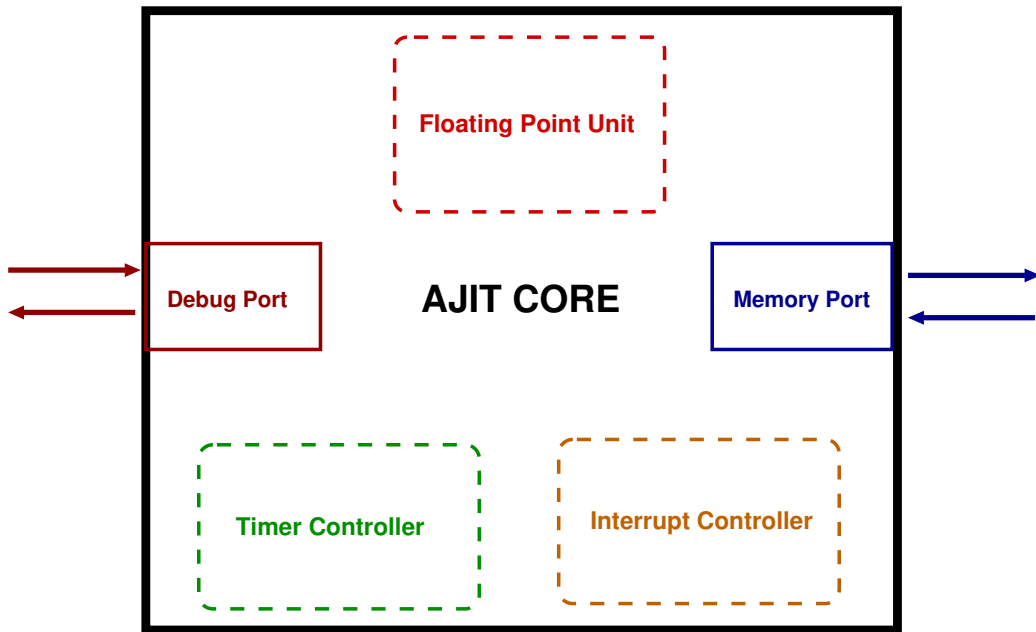 Floating Point Unit
Debug Port
AJIT CORE
Memory Port
Timer Controller
Interrupt Controller